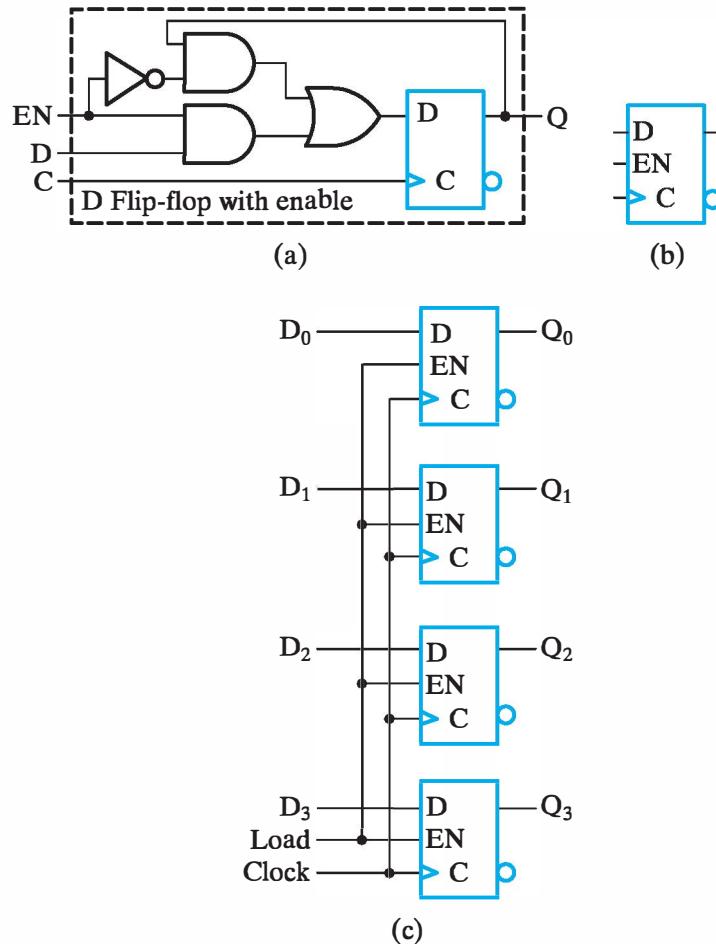 EN
D
C
D
C
Q
D Flip-flop with enable
(a)
D
EN
C
(b)
D₀
D
EN
C
Q₀
D₁
D
EN
C
Q₁
D₂
D
EN
C
Q₂
D₃
Load
Clock
D
EN
C
Q₃
(c)